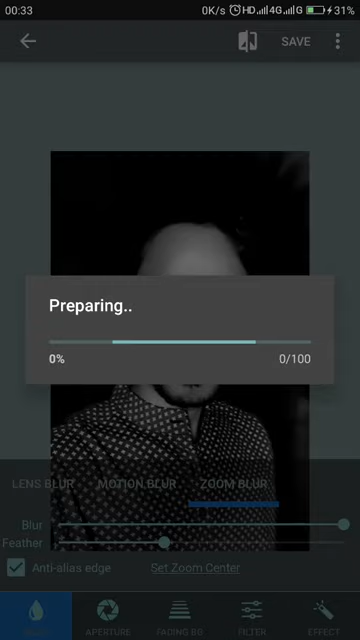 00:33 0K/s HD 4G G 31%
SAVE
Preparing..
0% 0/100
LENS BLUR MOTION BLUR ZOOM BLUR
Blur
Feather
Anti-alias edge Set Zoom Center
APERTURE FADING BG FILTER EFFECT